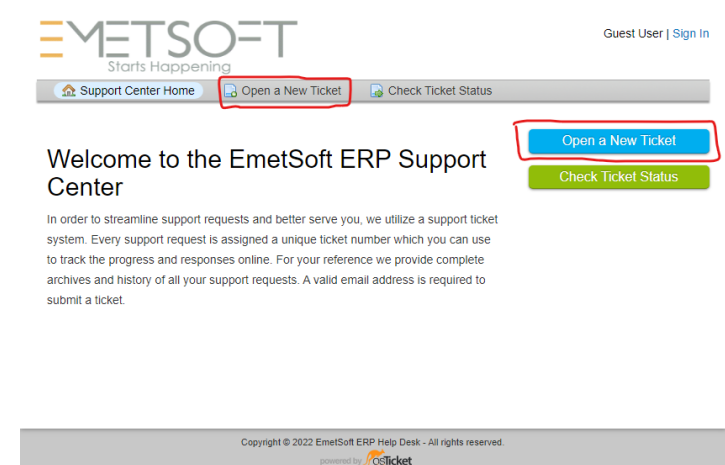 EMETSOFT
Starts Happening
Guest User | Sign In
Support Center Home Open a New Ticket Check Ticket Status
Open a New Ticket
Check Ticket Status
Welcome to the EmetSoft ERP Support
Center
In order to streamline support requests and better serve you, we utilize a support ticket
system. Every support request is assigned a unique ticket number which you can use
to track the progress and responses online. For your reference we provide complete
archives and history of all your support requests. A valid email address is required to
submit a ticket.
Copyright © 2022 EmetSoft ERP Help Desk - All rights reserved.
powered by osTicket